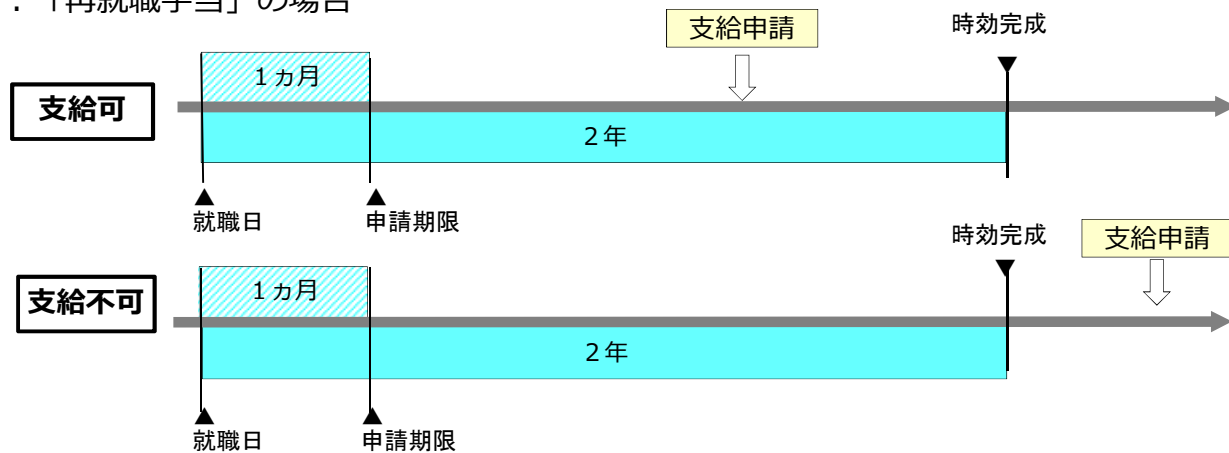 ：「再就職手当」の場合
支給申請
時効完成
１ヵ月
支給可
２年
就職日
申請期限
時効完成
支給申請
１ヵ月
支給不可
２年
就職日
申請期限